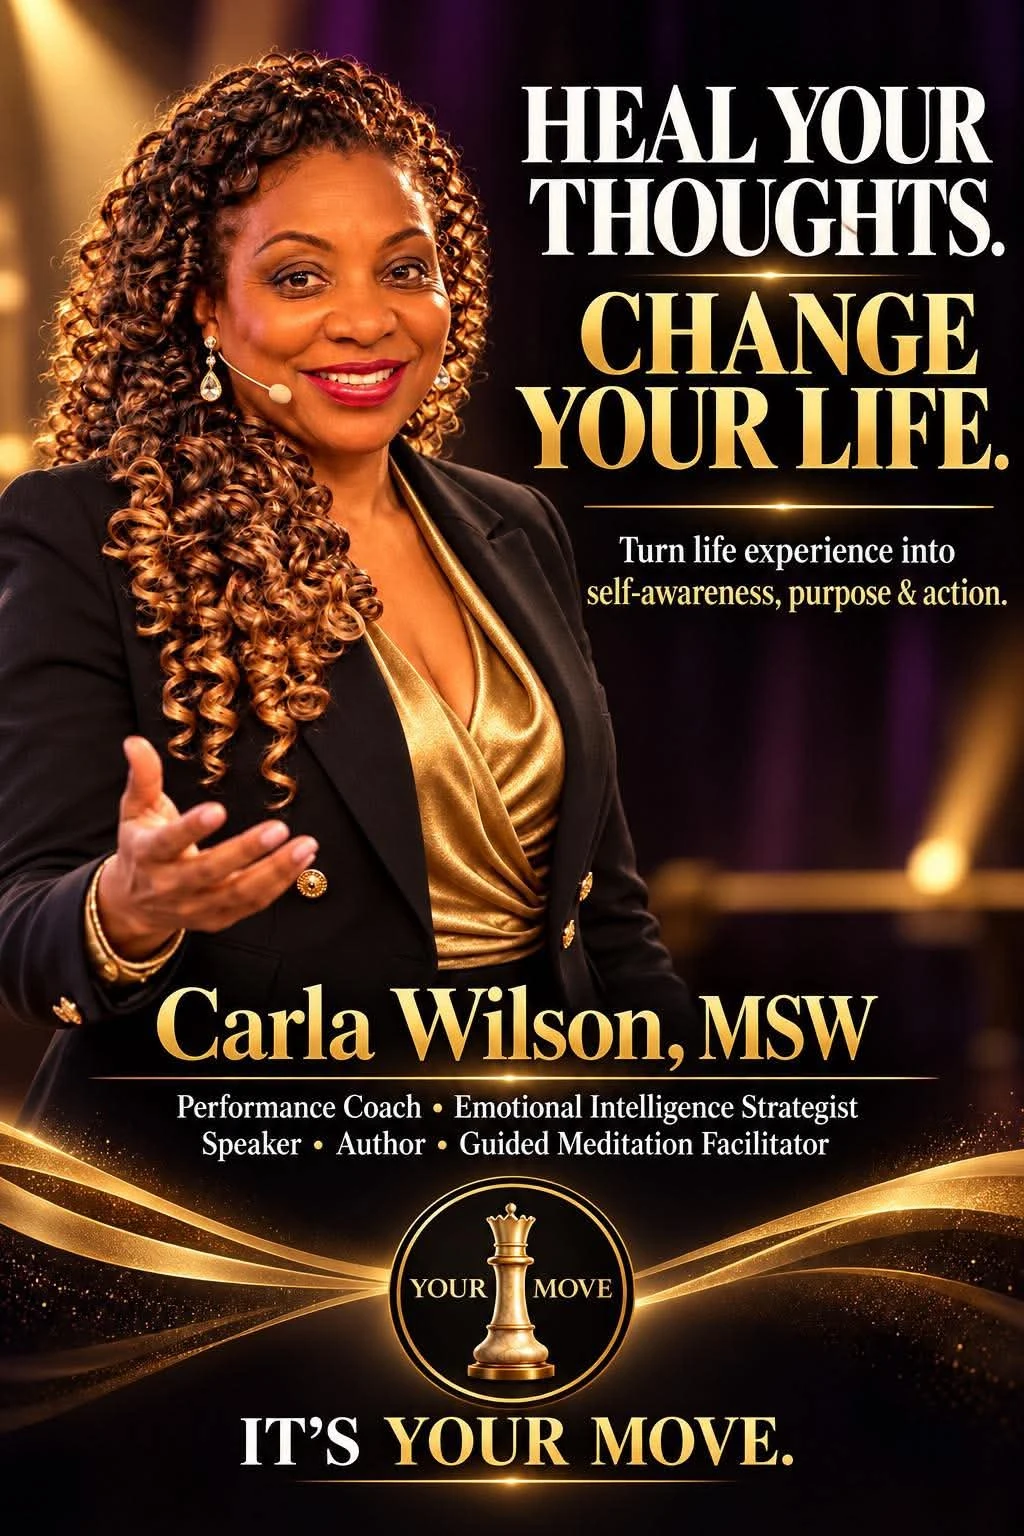 HEAL YOUR
THOUGHTS.
CHANGE
YOUR LIFE.
Turn life experience into
self-awareness, purpose & action.
Carla Wilson, MSW
Performance Coach • Emotional Intelligence Strategist
Speaker • Author • Guided Meditation Facilitator
YOUR MOVE
IT'S YOUR MOVE.